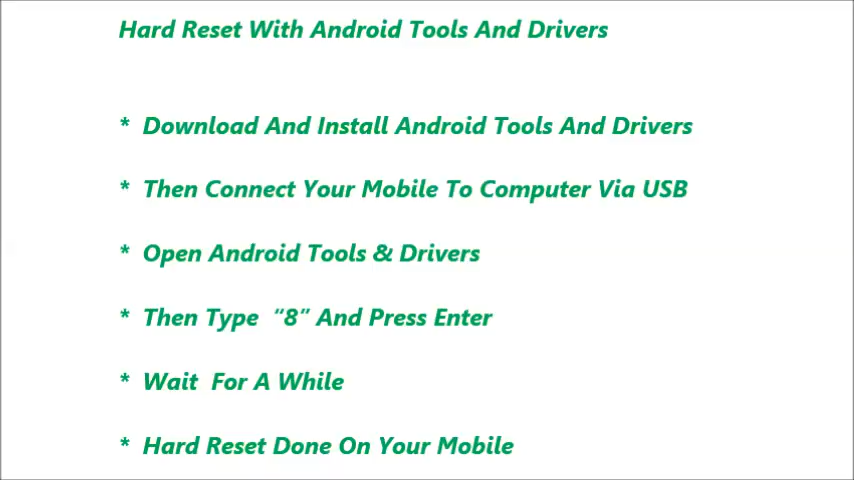 Hard Reset With Android Tools And Drivers
* Download And Install Android Tools And Drivers
* Then Connect Your Mobile To Computer Via USB
* Open Android Tools & Drivers
* Then Type “8” And Press Enter
* Wait For A While
* Hard Reset Done On Your Mobile